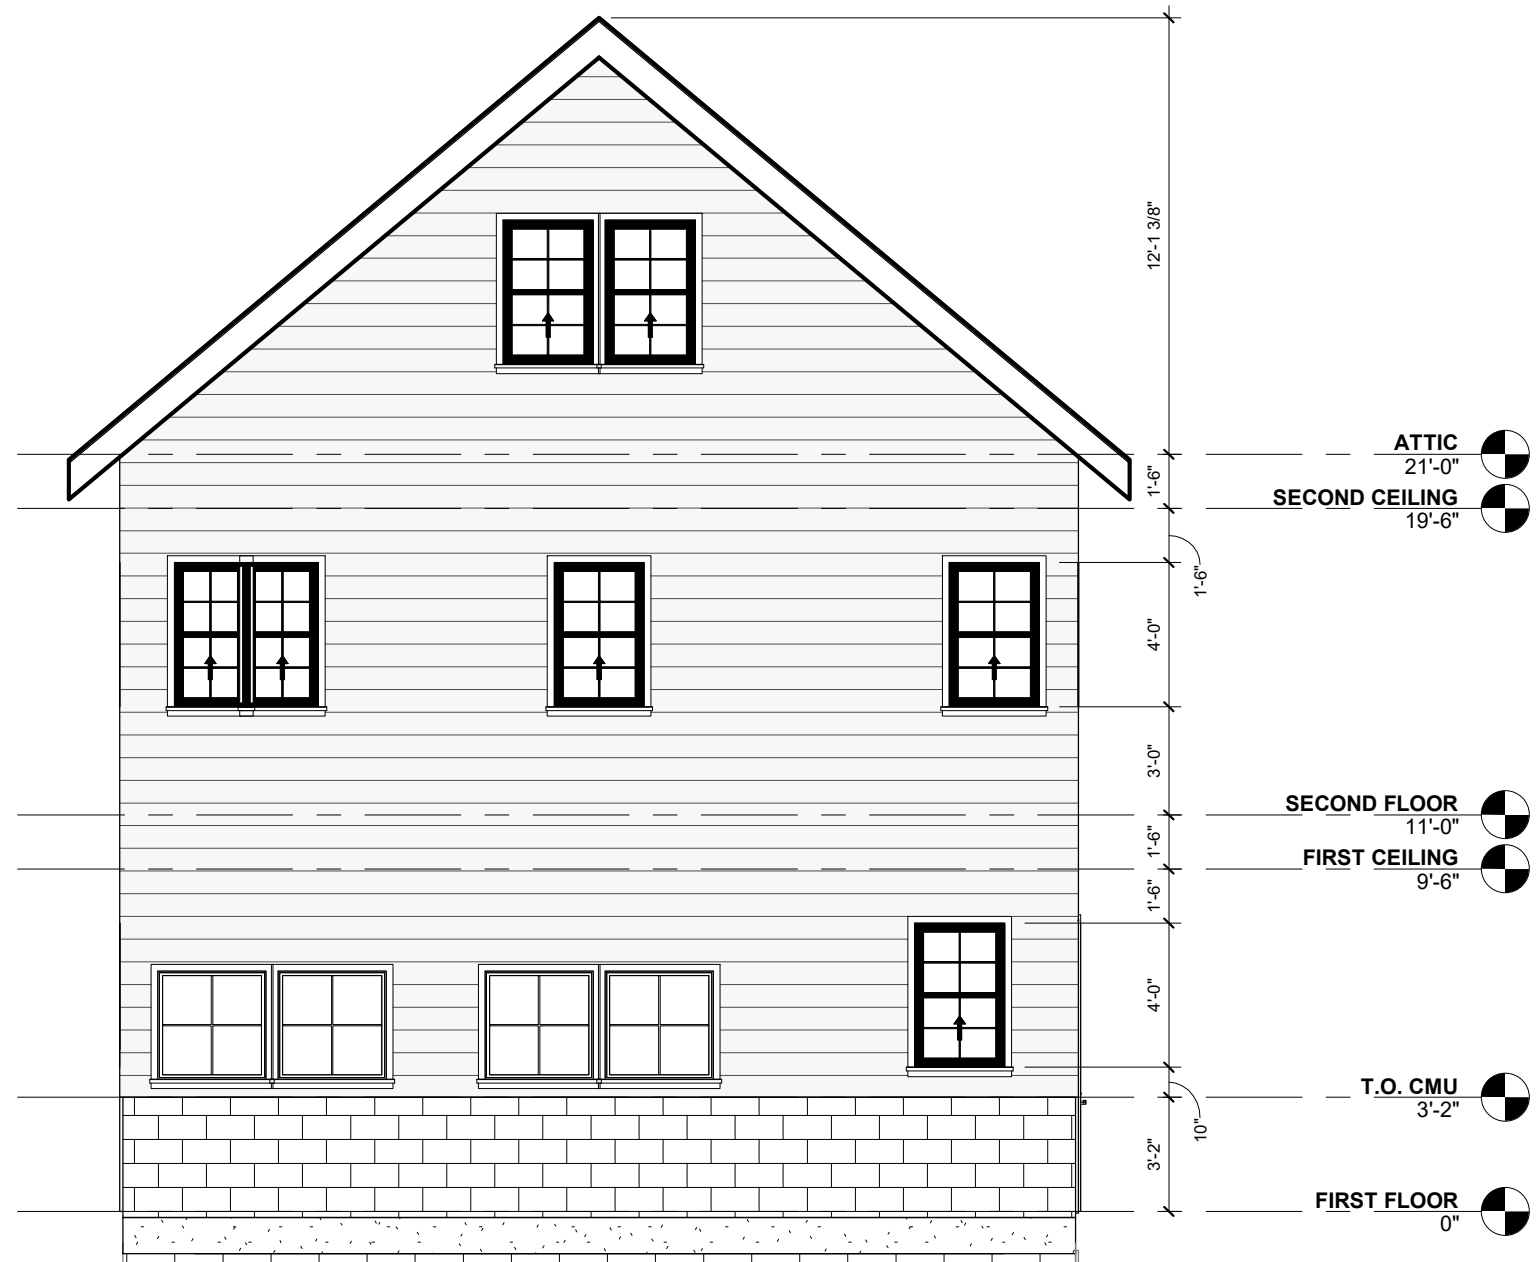 12'-1 3/8"
ATTIC
21'-0"
1'-6"
SECOND CEILING
19'-6"
1'-6"
4'-0"
3'-0"
SECOND FLOOR
11'-0"
1'-6"
FIRST CEILING
9'-6"
1'-6"
4'-0"
T.O. CMU
3'-2"
10"
3'-2"
FIRST FLOOR
0"